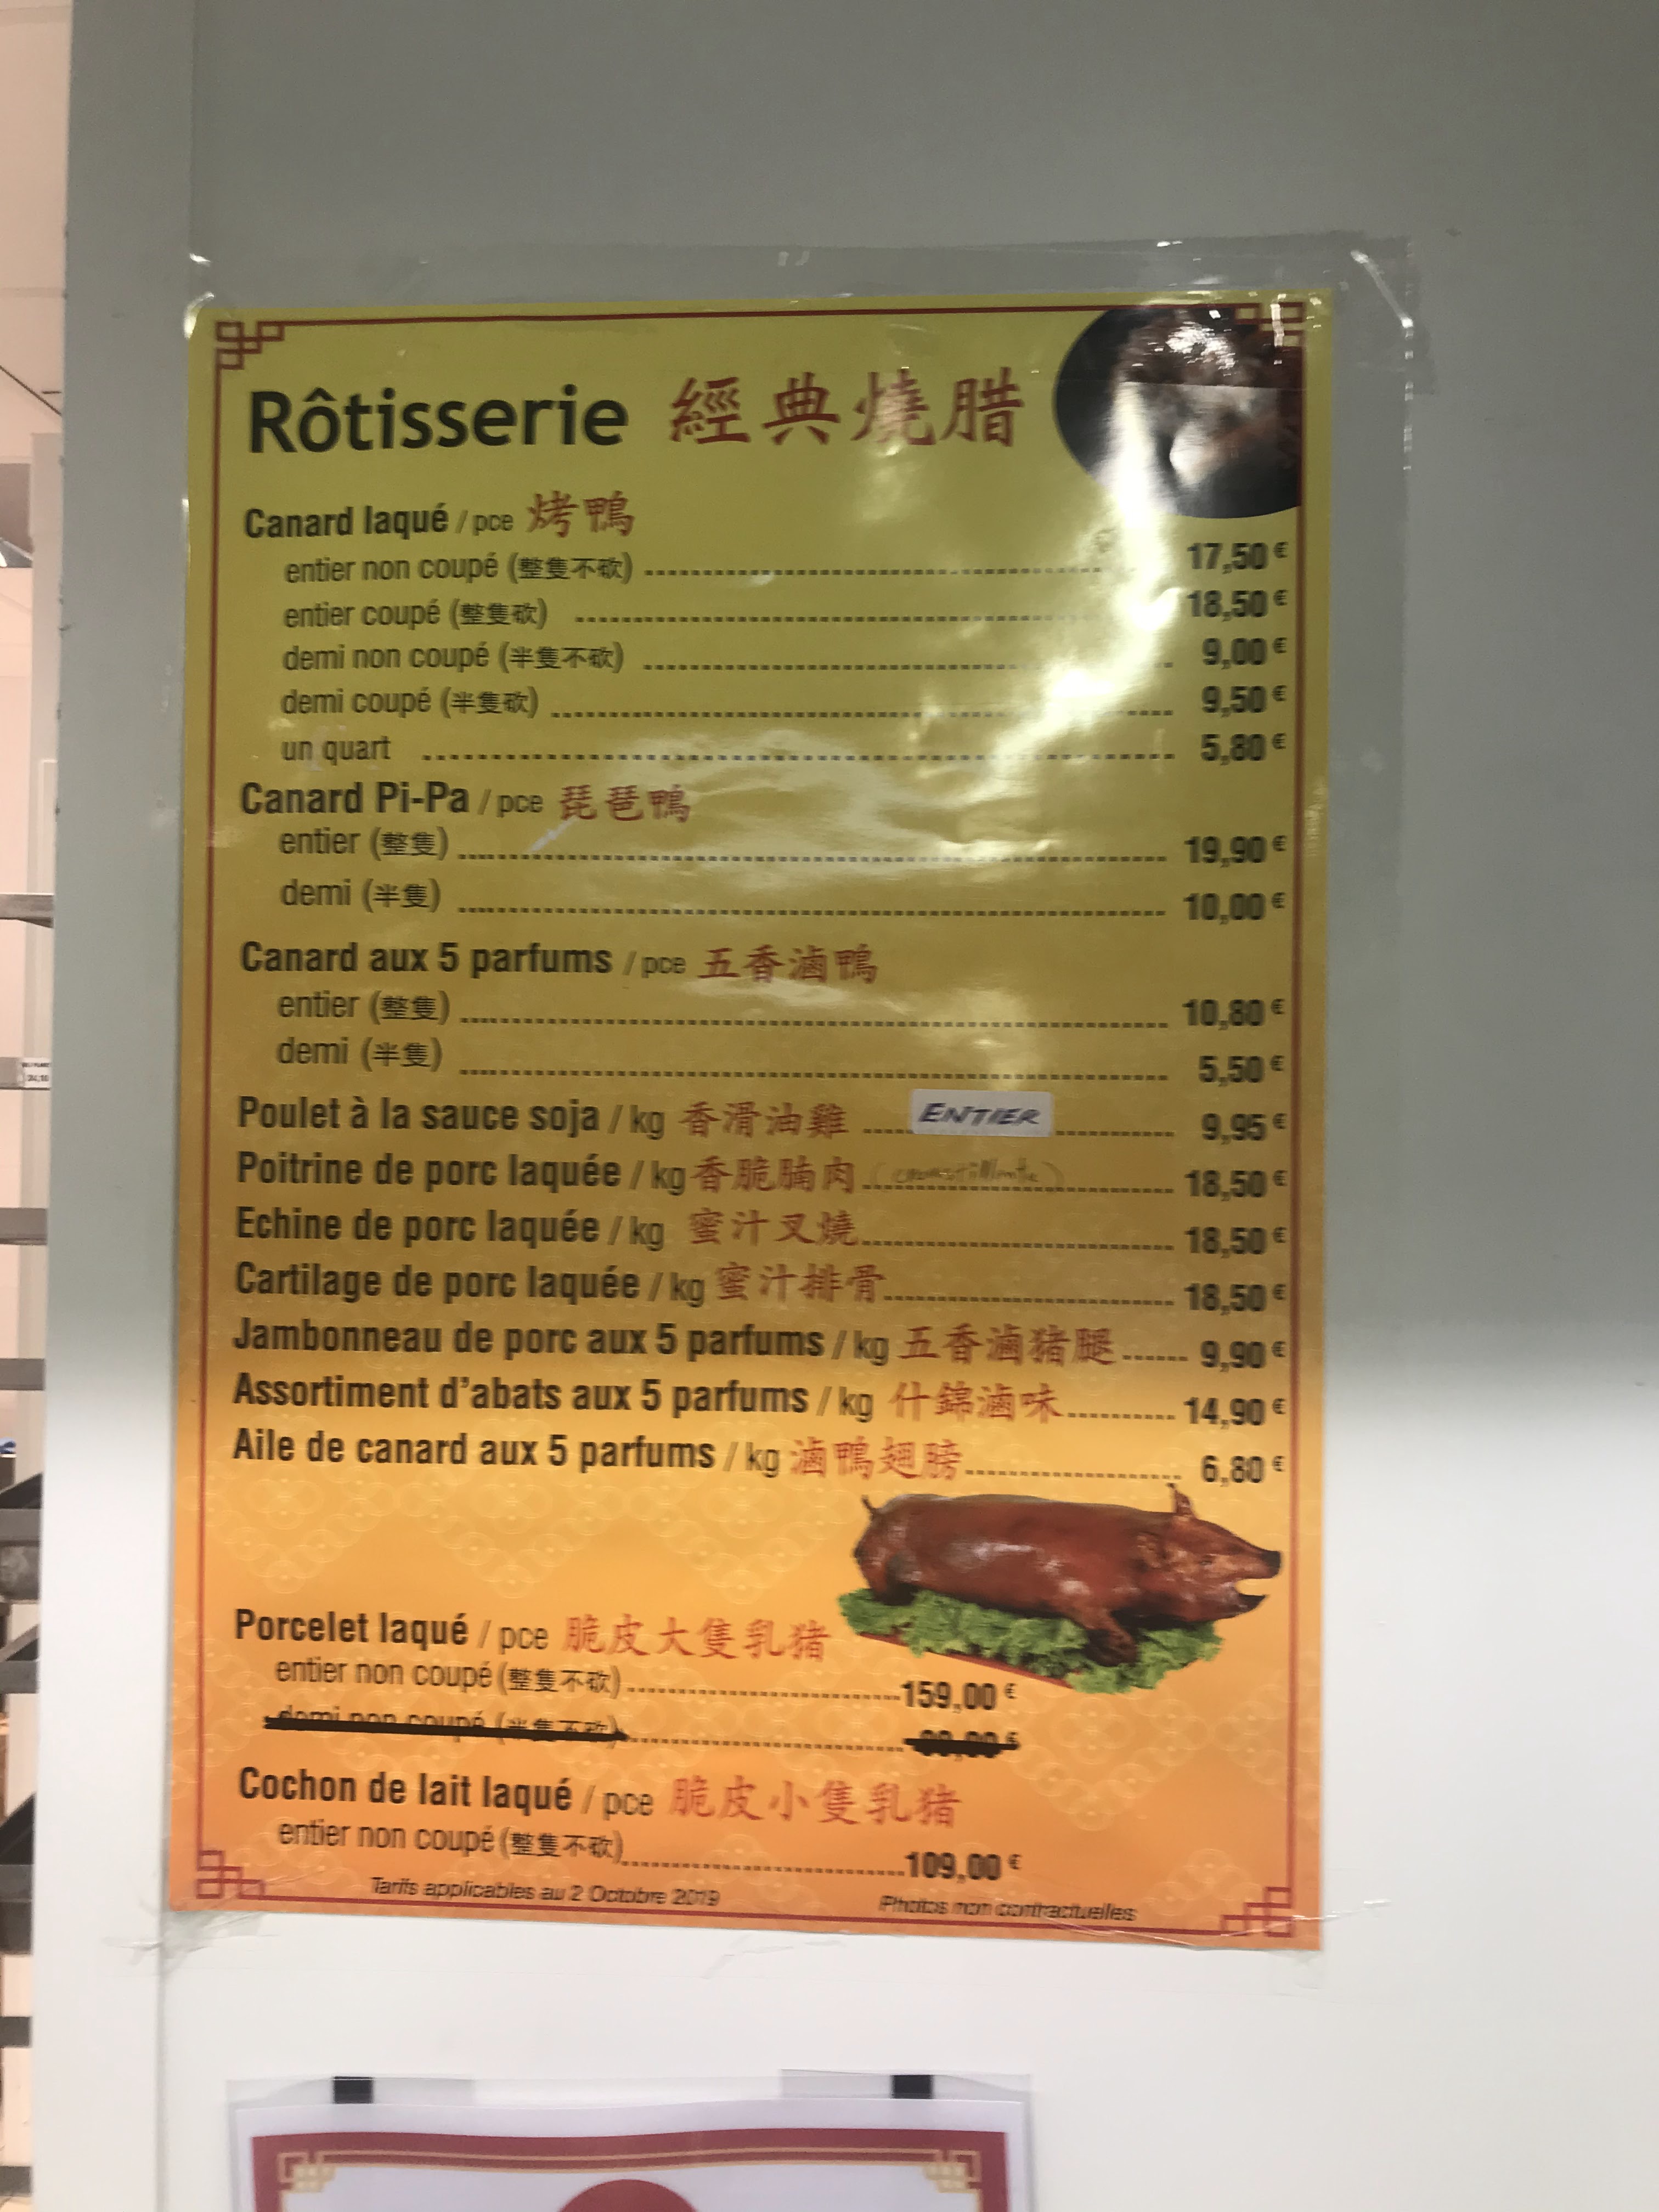 Rôtisserie 經典燒腊
Canard laqué / pce 烤鴨
entier non coupé (整隻不砍) 17,50 €
entier coupé (整隻砍) 18,50 €
demi non coupé (半隻不砍) 9,00 €
demi coupé (半隻砍) 9,50 €
un quart 5,80 €
Canard Pi-Pa / pce 琵琶鴨
entier (整隻) 19,90 €
demi (半隻) 10,00 €
Canard aux 5 parfums / pce 五香滷鴨
entier (整隻) 10,80 €
demi (半隻) 5,50 €
Poulet à la sauce soja / kg 香滑油雞 ENTIER 9,95 €
Poitrine de porc laquée / kg 香脆腩肉 (croustillante) 18,50 €
Echine de porc laquée / kg 蜜汁叉燒 18,50 €
Cartilage de porc laquée / kg 蜜汁排骨 18,50 €
Jambonneau de porc aux 5 parfums / kg 五香滷猪腿 9,90 €
Assortiment d'abats aux 5 parfums / kg 什錦滷味 14,90 €
Aile de canard aux 5 parfums / kg 滷鴨翅膀 6,80 €
Porcelet laqué / pce 脆皮大隻乳猪
entier non coupé (整隻不砍) 159,00 €
demi non coupé (半隻不砍)
Cochon de lait laqué / pce 脆皮小隻乳猪
entier non coupé (整隻不砍) 109,00 €
Tarifs applicables au 2 Octobre 2019
Photos non contractuelles